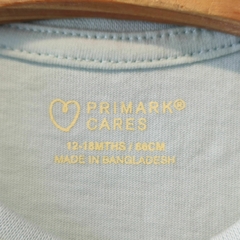 PRIMARK®
CARES
12-18MTHS / 86CM
MADE IN BANGLADESH